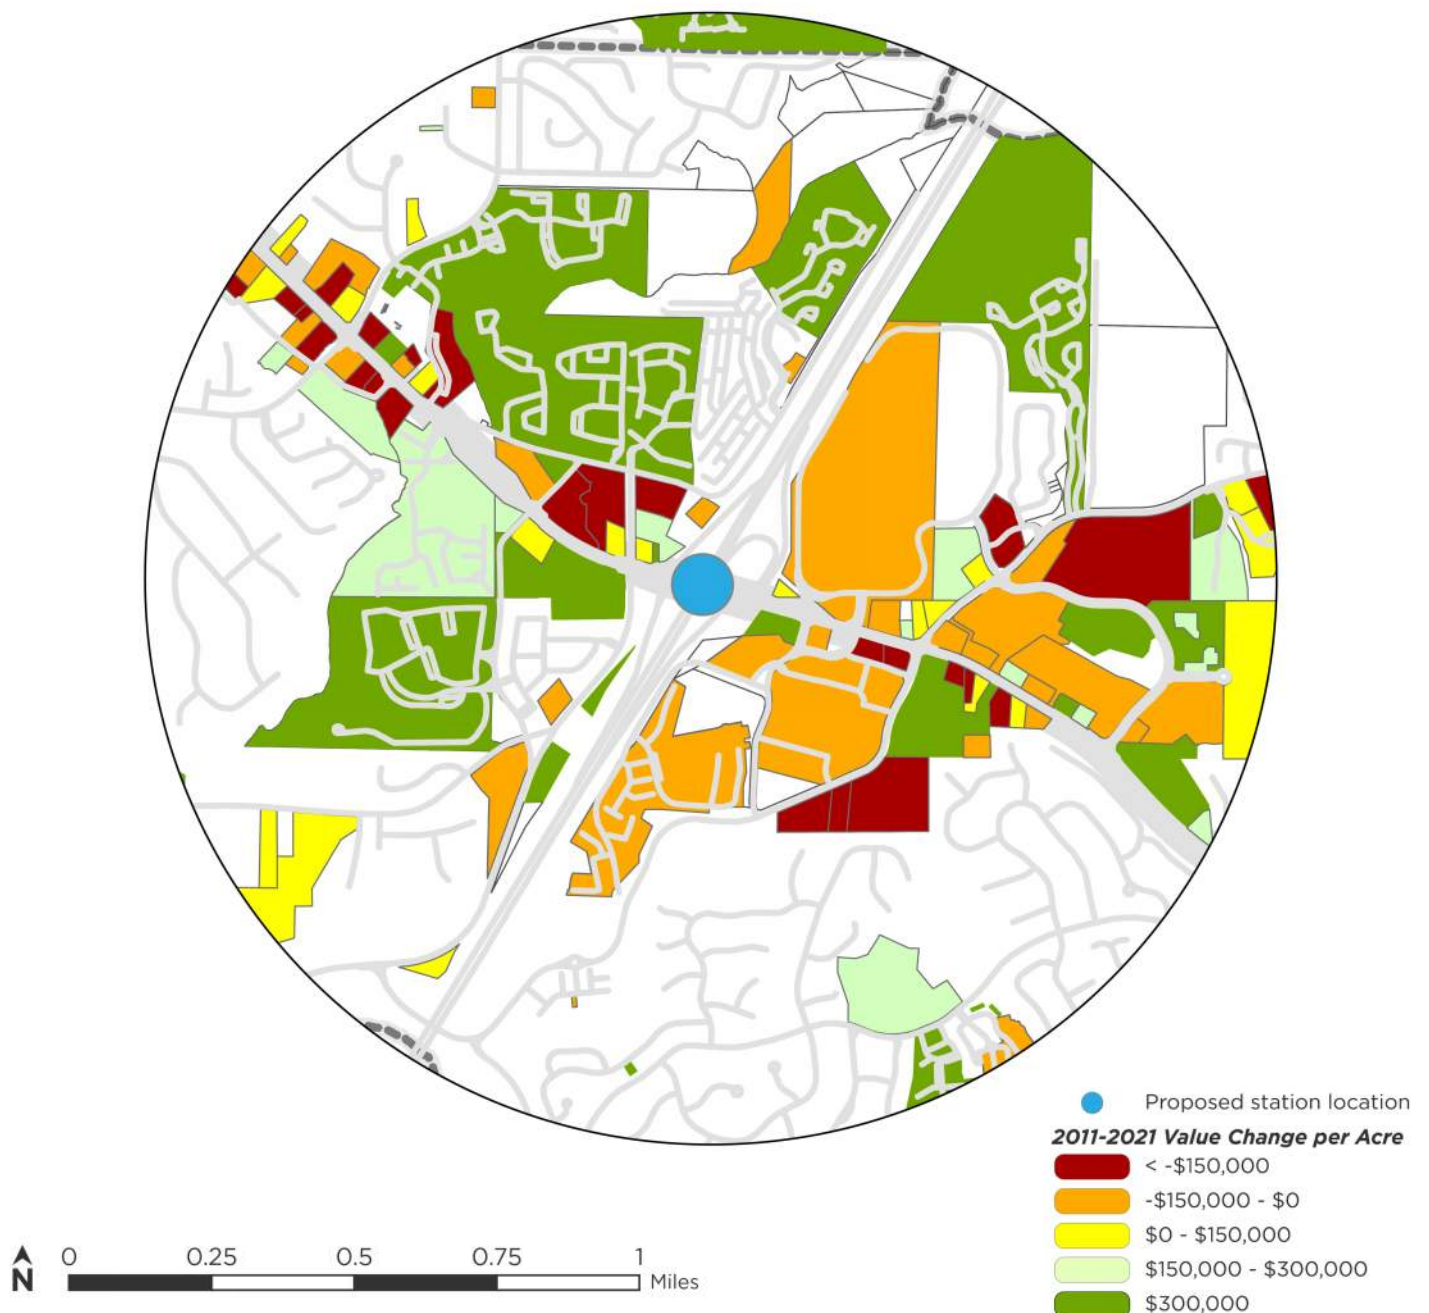 Proposed station location
2011-2021 Value Change per Acre
< -$150,000
-$150,000 - $0
$0 - $150,000
$150,000 - $300,000
$300,000
N
0 0.25 0.5 0.75 1
Miles